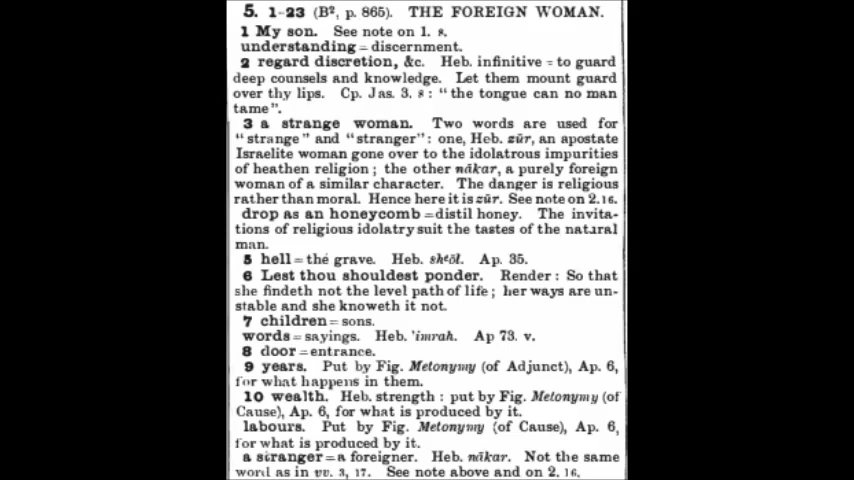 5. 1-23 (B², p. 865). THE FOREIGN WOMAN.
1 My son. See note on 1. 8.
understanding = discernment.
2 regard discretion, &c. Heb. infinitive = to guard
deep counsels and knowledge. Let them mount guard
over thy lips. Cp. Jas. 3. 8 : "the tongue can no man
tame".
3 a strange woman. Two words are used for
"strange" and "stranger": one, Heb. zūr, an apostate
Israelite woman gone over to the idolatrous impurities
of heathen religion ; the other nākar, a purely foreign
woman of a similar character. The danger is religious
rather than moral. Hence here it is zūr. See note on 2. 16.
drop as an honeycomb = distil honey. The invita-
tions of religious idolatry suit the tastes of the natural
man.
5 hell = the grave. Heb. sheōl. Ap. 35.
6 Lest thou shouldest ponder. Render : So that
she findeth not the level path of life ; her ways are un-
stable and she knoweth it not.
7 children = sons.
words = sayings. Heb. 'imrah. Ap 73. v.
8 door = entrance.
9 years. Put by Fig. Metonymy (of Adjunct), Ap. 6,
for what happens in them.
10 wealth. Heb. strength : put by Fig. Metonymy (of
Cause), Ap. 6, for what is produced by it.
labours. Put by Fig. Metonymy (of Cause), Ap. 6,
for what is produced by it.
a stranger = a foreigner. Heb. nākar. Not the same
word as in vv. 3, 17. See note above and on 2. 16.